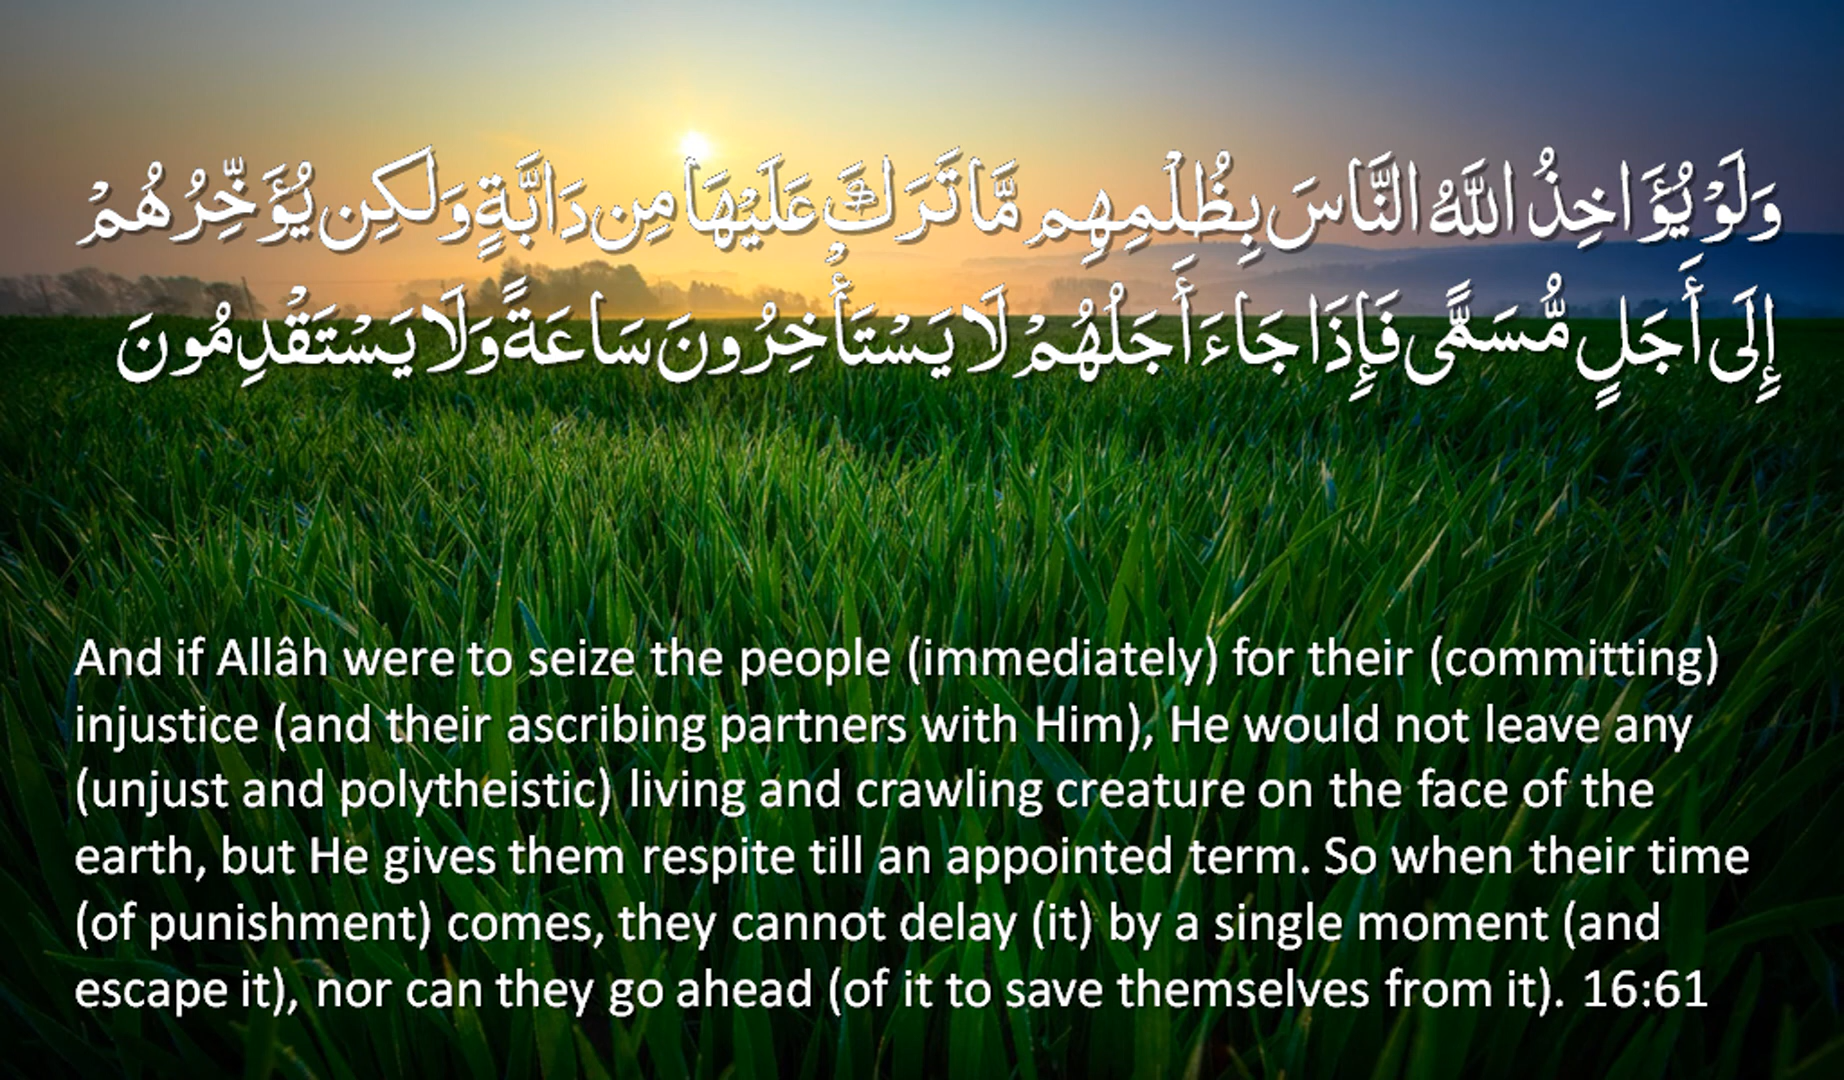 وَلَوْ يُؤَاخِذُ اللَّهُ النَّاسَ بِظُلْمِهِم مَّا تَرَكَ عَلَيْهَا مِن دَابَّةٍ وَلَكِن يُؤَخِّرُهُمْ
إِلَى أَجَلٍ مُّسَمًّى فَإِذَا جَاءَ أَجَلُهُمْ لَا يَسْتَأْخِرُونَ سَاعَةً وَلَا يَسْتَقْدِمُونَ
And if Allâh were to seize the people (immediately) for their (committing)
injustice (and their ascribing partners with Him), He would not leave any
(unjust and polytheistic) living and crawling creature on the face of the
earth, but He gives them respite till an appointed term. So when their time
(of punishment) comes, they cannot delay (it) by a single moment (and
escape it), nor can they go ahead (of it to save themselves from it). 16:61